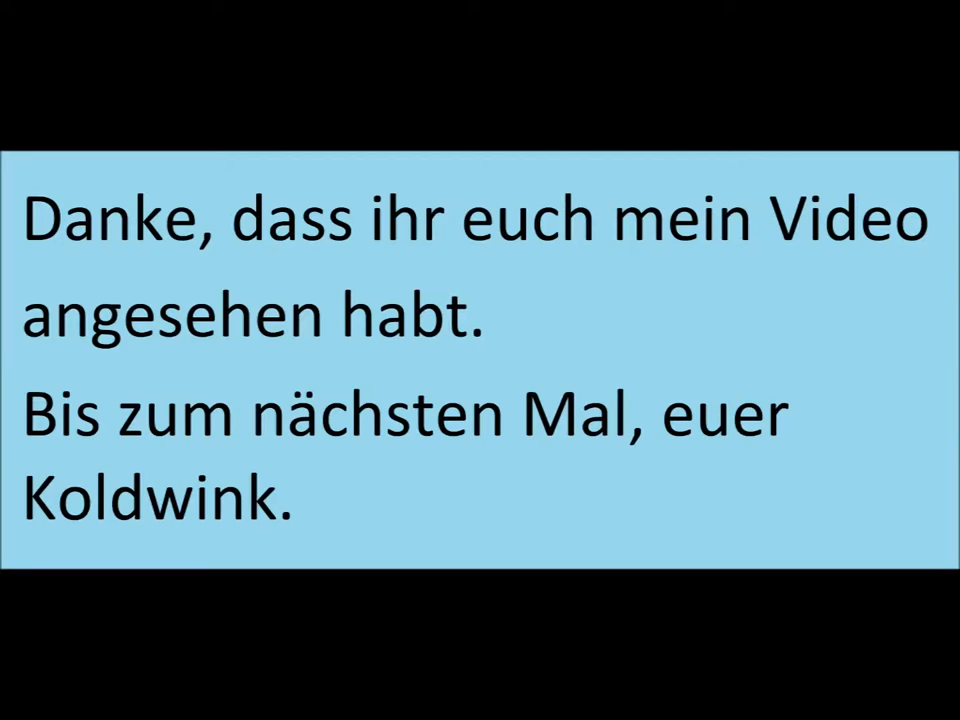 Danke, dass ihr euch mein Video
angesehen habt.
Bis zum nächsten Mal, euer
Koldwink.